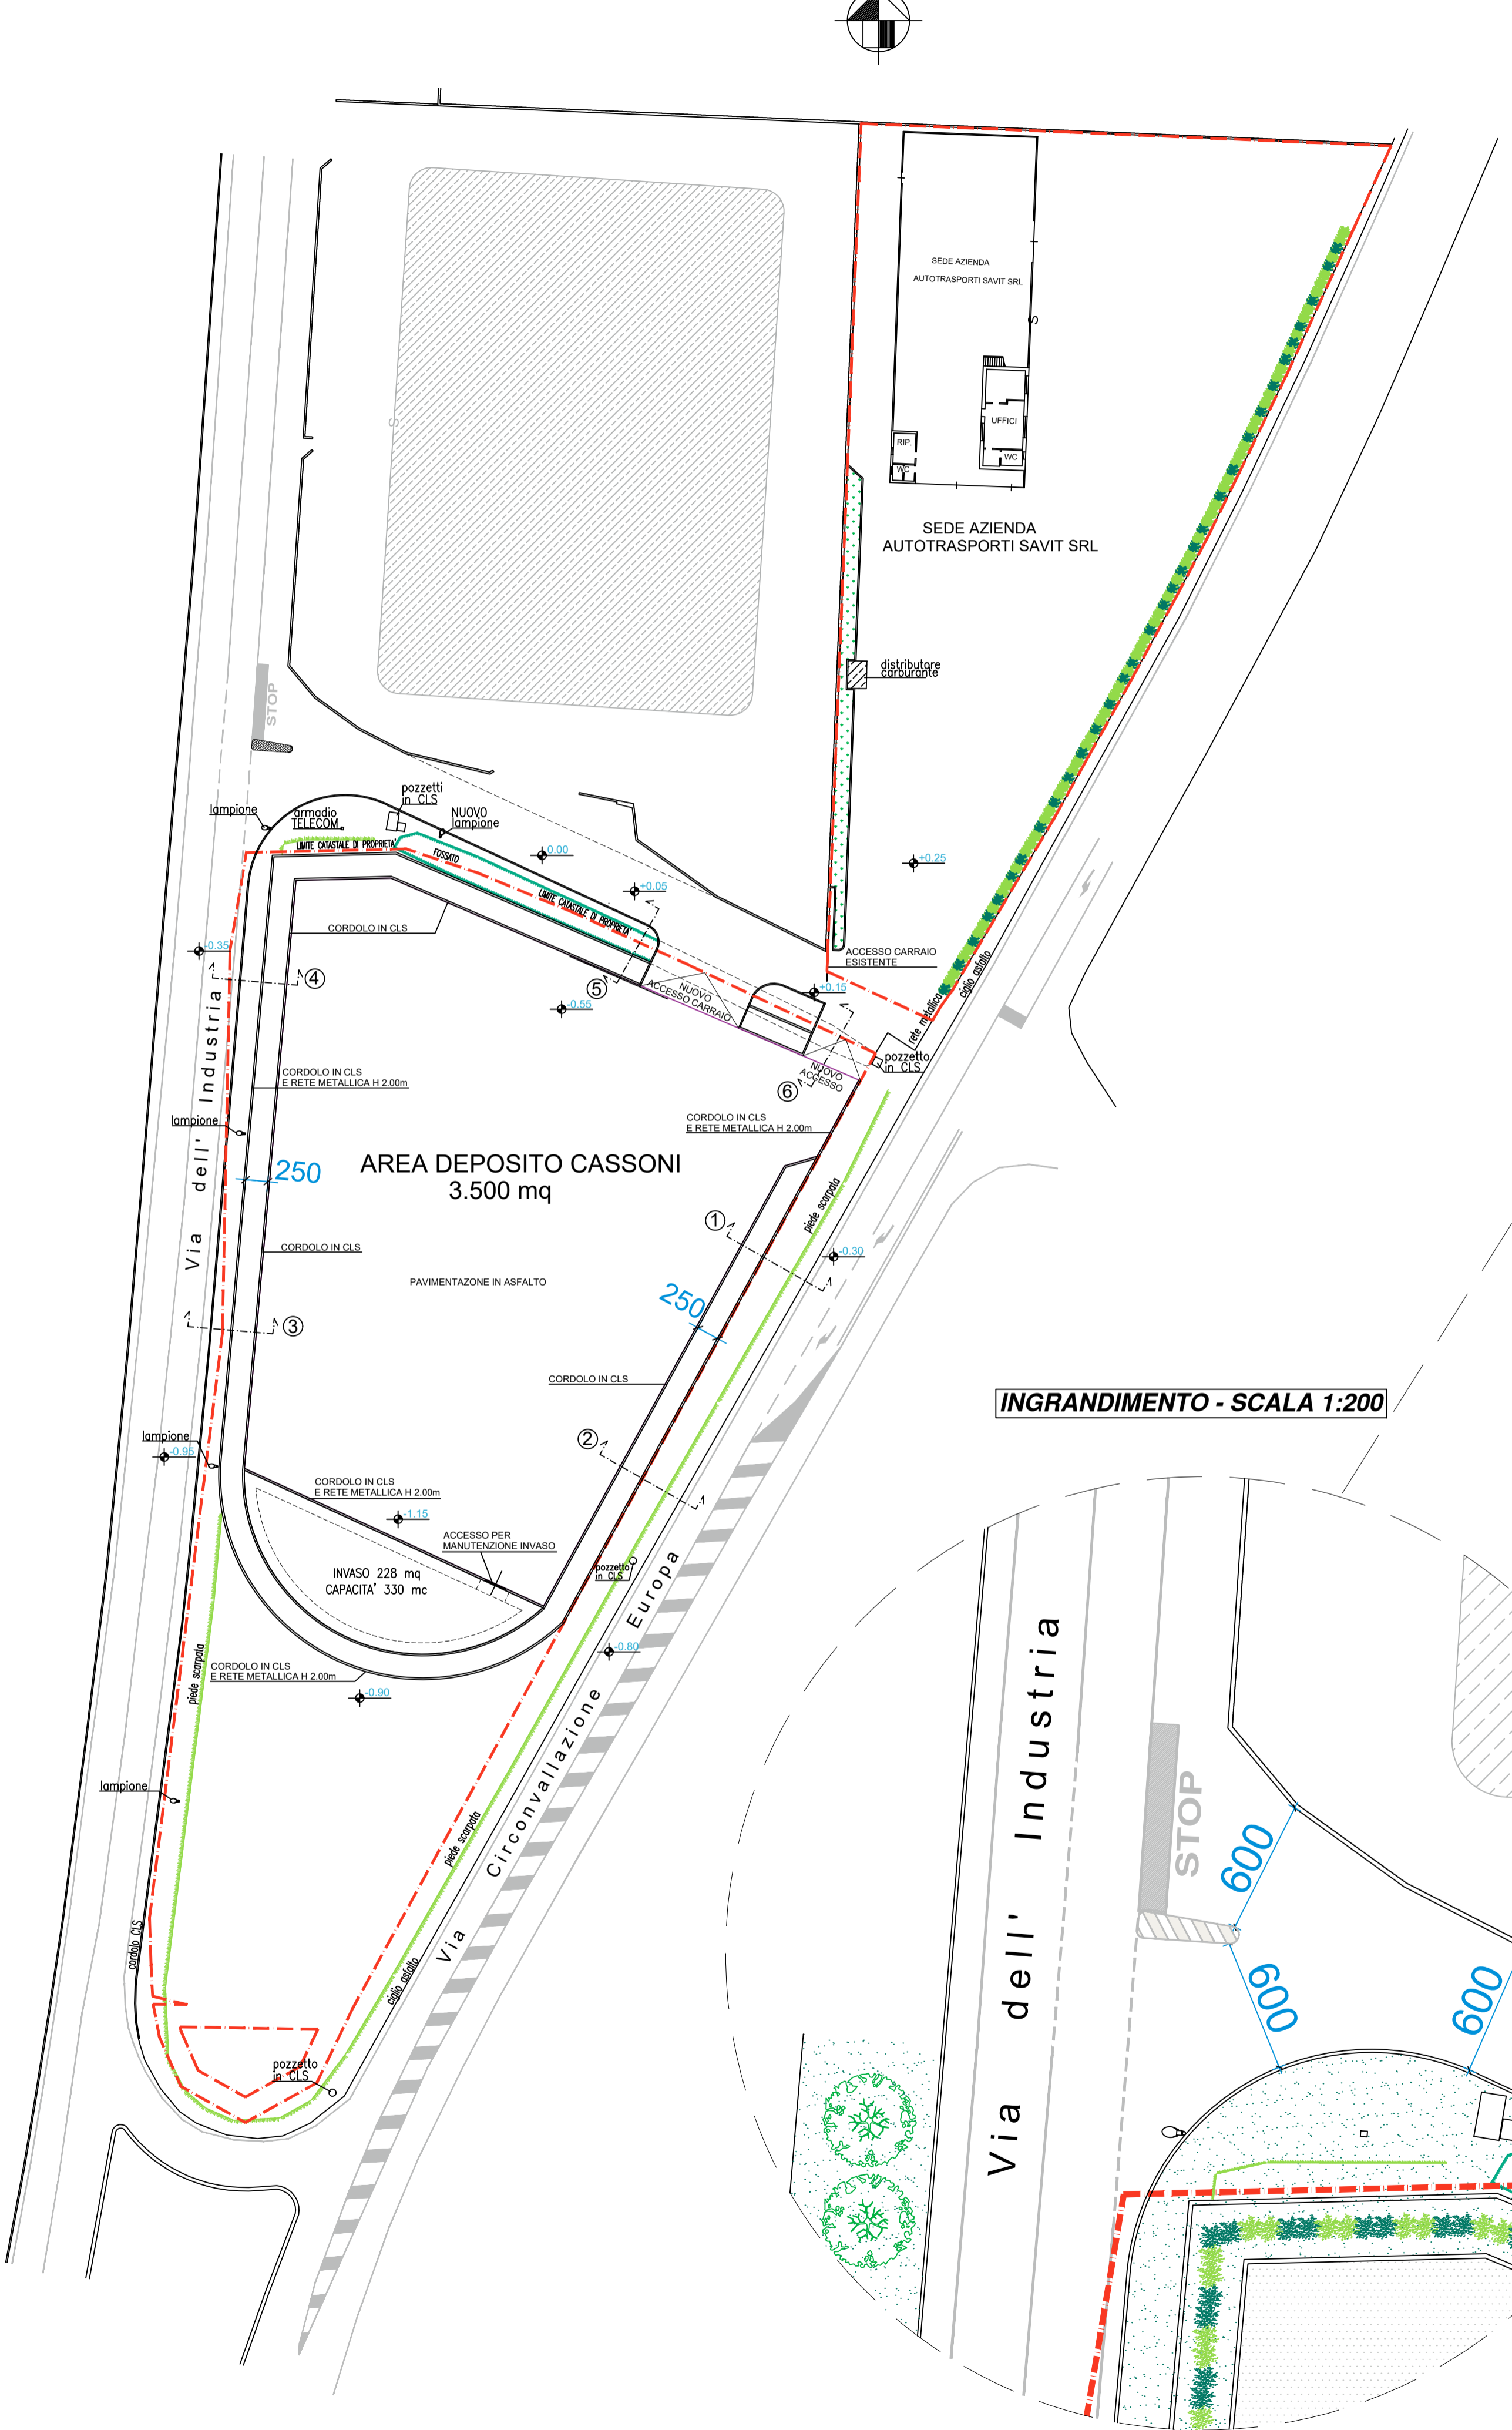 SEDE AZIENDA
AUTOTRASPORTI SAVIT SRL
S
S
UFFICI
RIP.
WC
WC
SEDE AZIENDA
AUTOTRASPORTI SAVIT SRL
distributore
carburante
STOP
lampione
armadio
TELECOM
pozzetti
in CLS
NUOVO
lampione
LIMITE CATASTALE DI PROPRIETA'
FOSSATO
LIMITE CATASTALE DI PROPRIETA'
0.00
+0.05
+0.25
CORDOLO IN CLS
-0.35
4
5
-0.55
NUOVO
ACCESSO CARRAIO
ACCESSO CARRAIO
ESISTENTE
+0.15
rete metallica
ciglio asfalto
pozzetto
in CLS
NUOVO
ACCESSO
6
CORDOLO IN CLS
E RETE METALLICA H 2.00m
lampione
CORDOLO IN CLS
E RETE METALLICA H 2.00m
250
AREA DEPOSITO CASSONI
3.500 mq
Via dell' Industria
piede scarpata
1
-0.30
CORDOLO IN CLS
PAVIMENTAZONE IN ASFALTO
250
3
CORDOLO IN CLS
INGRANDIMENTO - SCALA 1:200
2
lampione
-0.95
CORDOLO IN CLS
E RETE METALLICA H 2.00m
-1.15
ACCESSO PER
MANUTENZIONE INVASO
INVASO 228 mq
CAPACITA' 330 mc
pozzetto
in CLS
-0.80
piede scarpata
CORDOLO IN CLS
E RETE METALLICA H 2.00m
-0.90
Via Circonvallazione Europa
lampione
piede scarpata
cordolo CLS
ciglio asfalto
pozzetto
in CLS
Via dell' Industria
STOP
600
600
600